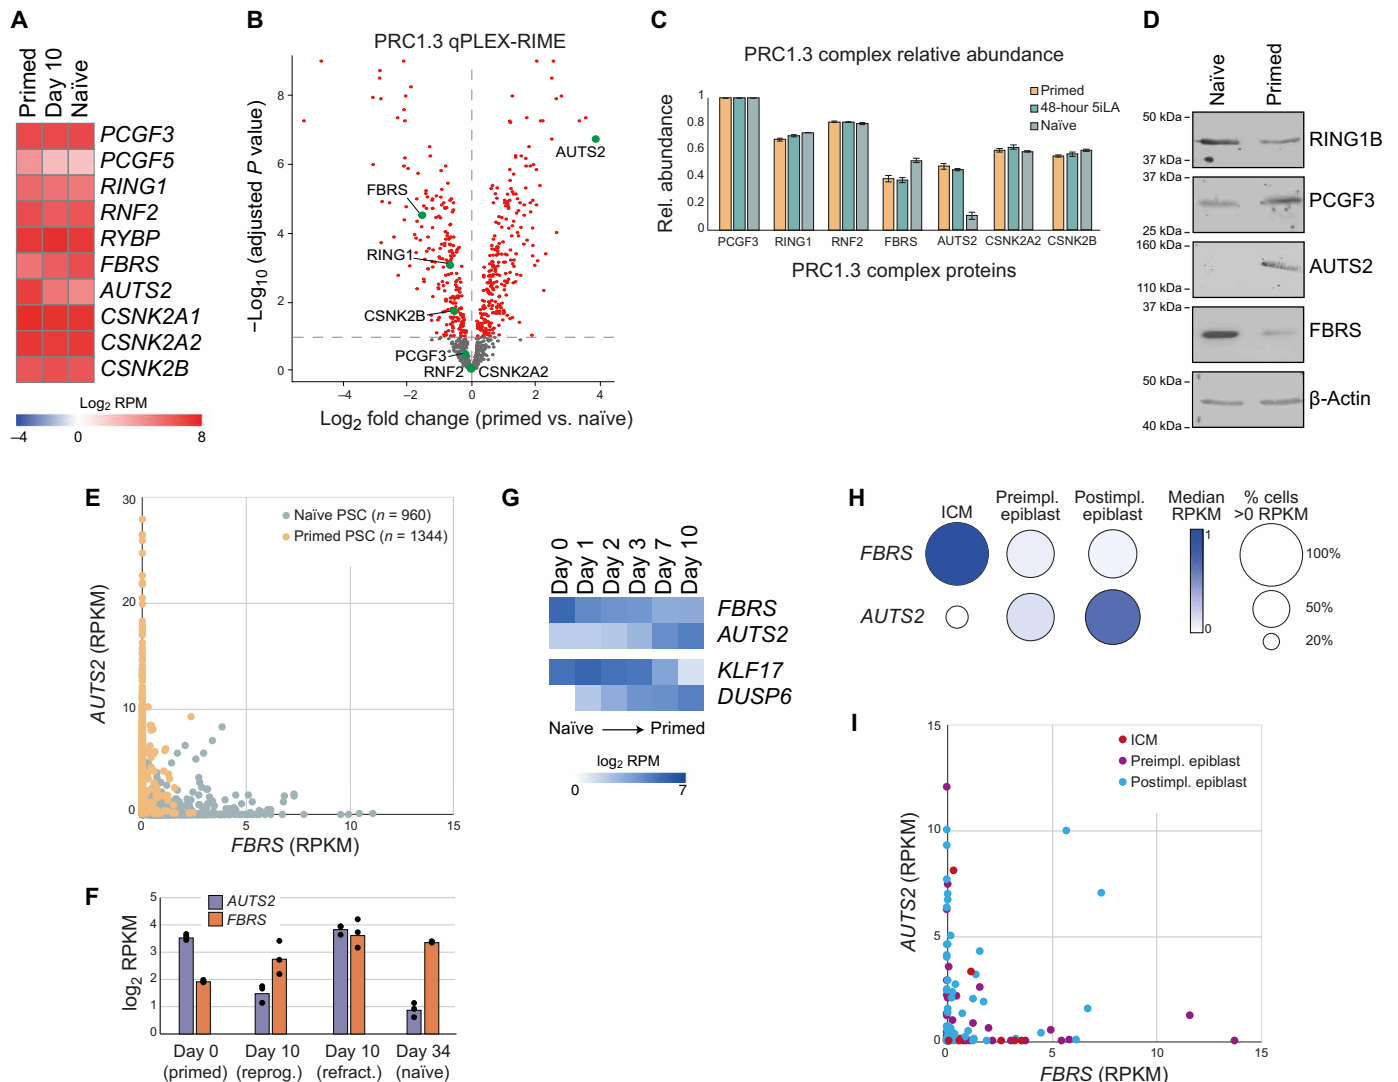 A
Primed
Day 10
Naïve
PCGF3
PCGF5
RING1
RNF2
RYBP
FBRS
AUTS2
CSNK2A1
CSNK2A2
CSNK2B
Log2 RPM
–4
0
8
B
PRC1.3 qPLEX-RIME
–Log10 (adjusted P value)
8
6
4
2
0
AUTS2
FBRS
RING1
CSNK2B
PCGF3
RNF2
CSNK2A2
–4
–2
0
2
4
Log2 fold change (primed vs. naïve)
C
PRC1.3 complex relative abundance
Primed
48-hour 5iLA
Naïve
Rel. abundance
1
0.8
0.6
0.4
0.2
0
PCGF3
RING1
RNF2
FBRS
AUTS2
CSNK2A2
CSNK2B
PRC1.3 complex proteins
D
Naïve
Primed
50 kDa
37 kDa
RING1B
37 kDa
25 kDa
PCGF3
160 kDa
110 kDa
AUTS2
37 kDa
FBRS
50 kDa
40 kDa
β-Actin
E
Naïve PSC (n = 960)
Primed PSC (n = 1344)
AUTS2 (RPKM)
30
20
10
0
0
5
10
15
FBRS (RPKM)
F
AUTS2
FBRS
log2 RPKM
5
4
3
2
1
0
Day 0 (primed)
Day 10 (reprog.)
Day 10 (refract.)
Day 34 (naïve)
G
Day 0
Day 1
Day 2
Day 3
Day 7
Day 10
FBRS
AUTS2
KLF17
DUSP6
Naïve
Primed
log2 RPM
0
7
H
ICM
Preimpl. epiblast
Postimpl. epiblast
Median RPKM
% cells >0 RPKM
FBRS
AUTS2
1
0
100%
50%
20%
I
ICM
Preimpl. epiblast
Postimpl. epiblast
AUTS2 (RPKM)
15
10
5
0
0
5
10
15
FBRS (RPKM)